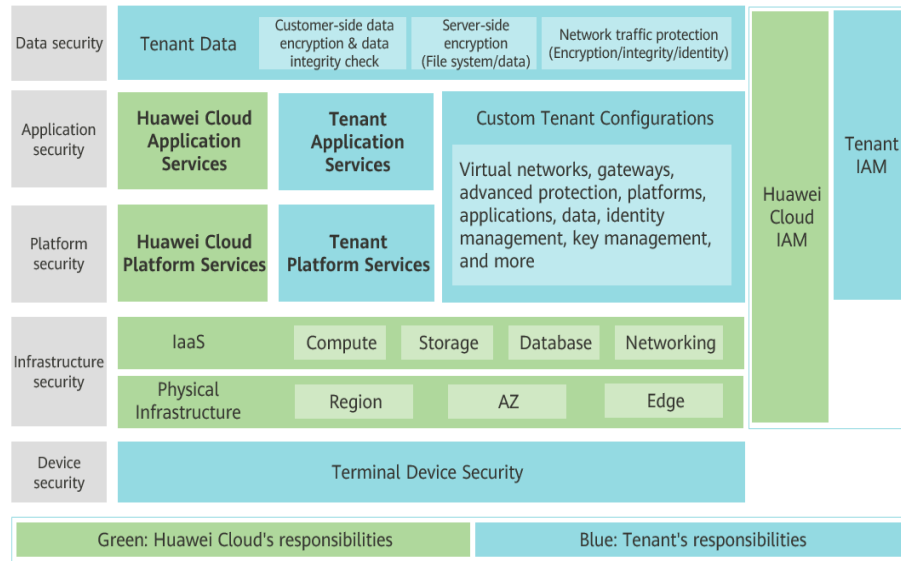 Data security
Tenant Data
Customer-side data
encryption & data
integrity check
Server-side
encryption
(File system/data)
Network traffic protection
(Encryption/integrity/identity)
Application
security
Huawei Cloud
Application
Services
Tenant
Application
Services
Custom Tenant Configurations
Virtual networks, gateways,
advanced protection, platforms,
applications, data, identity
management, key management,
and more
Platform
security
Huawei Cloud
Platform Services
Tenant
Platform Services
Huawei
Cloud
IAM
Tenant
IAM
Infrastructure
security
IaaS
Compute
Storage
Database
Networking
Physical
Infrastructure
Region
AZ
Edge
Device
security
Terminal Device Security
Green: Huawei Cloud's responsibilities
Blue: Tenant's responsibilities